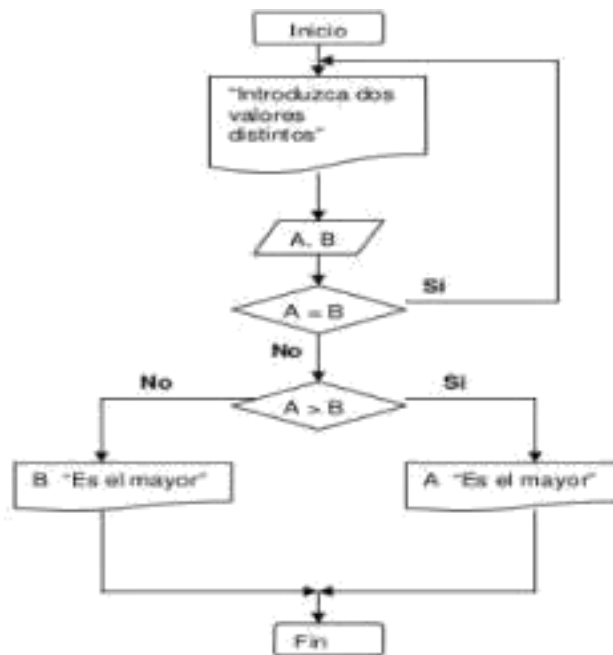 Inicio
"Introduzca dos
valores
distintos"
A, B
Si
A = B
No
No
Si
A > B
B "Es el mayor"
A "Es el mayor"
Fin